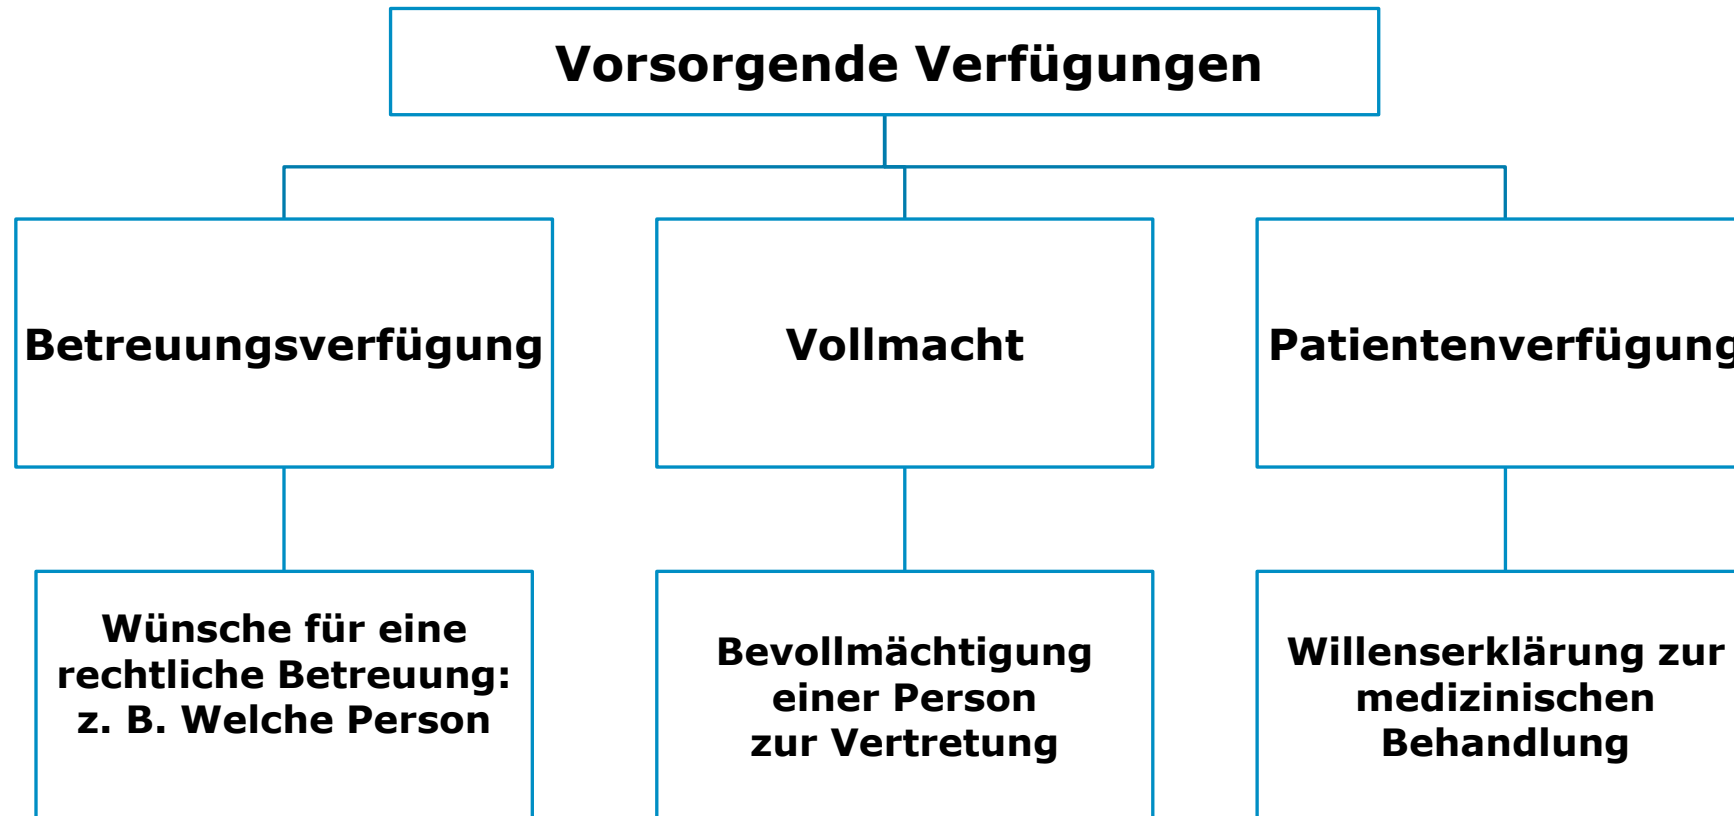 Vorsorgende Verfügungen
Betreuungsverfügung
Vollmacht
Patientenverfügung
Wünsche für eine
rechtliche Betreuung:
z. B. Welche Person
Bevollmächtigung
einer Person
zur Vertretung
Willenserklärung zur
medizinischen
Behandlung